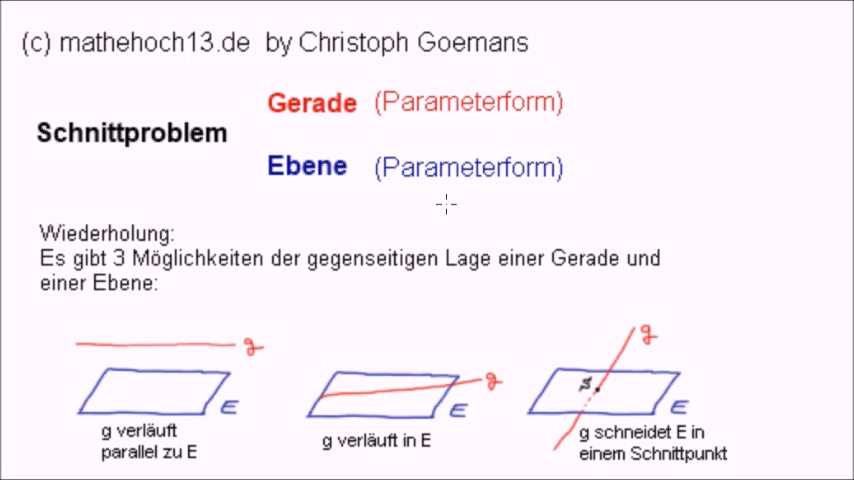 (c) mathehoch13.de by Christoph Goemans
Gerade (Parameterform)
Schnittproblem
Ebene (Parameterform)
Wiederholung:
Es gibt 3 Möglichkeiten der gegenseitigen Lage einer Gerade und
einer Ebene:
g
E
g verläuft
parallel zu E
g
E
g verläuft in E
g
S
E
g schneidet E in
einem Schnittpunkt